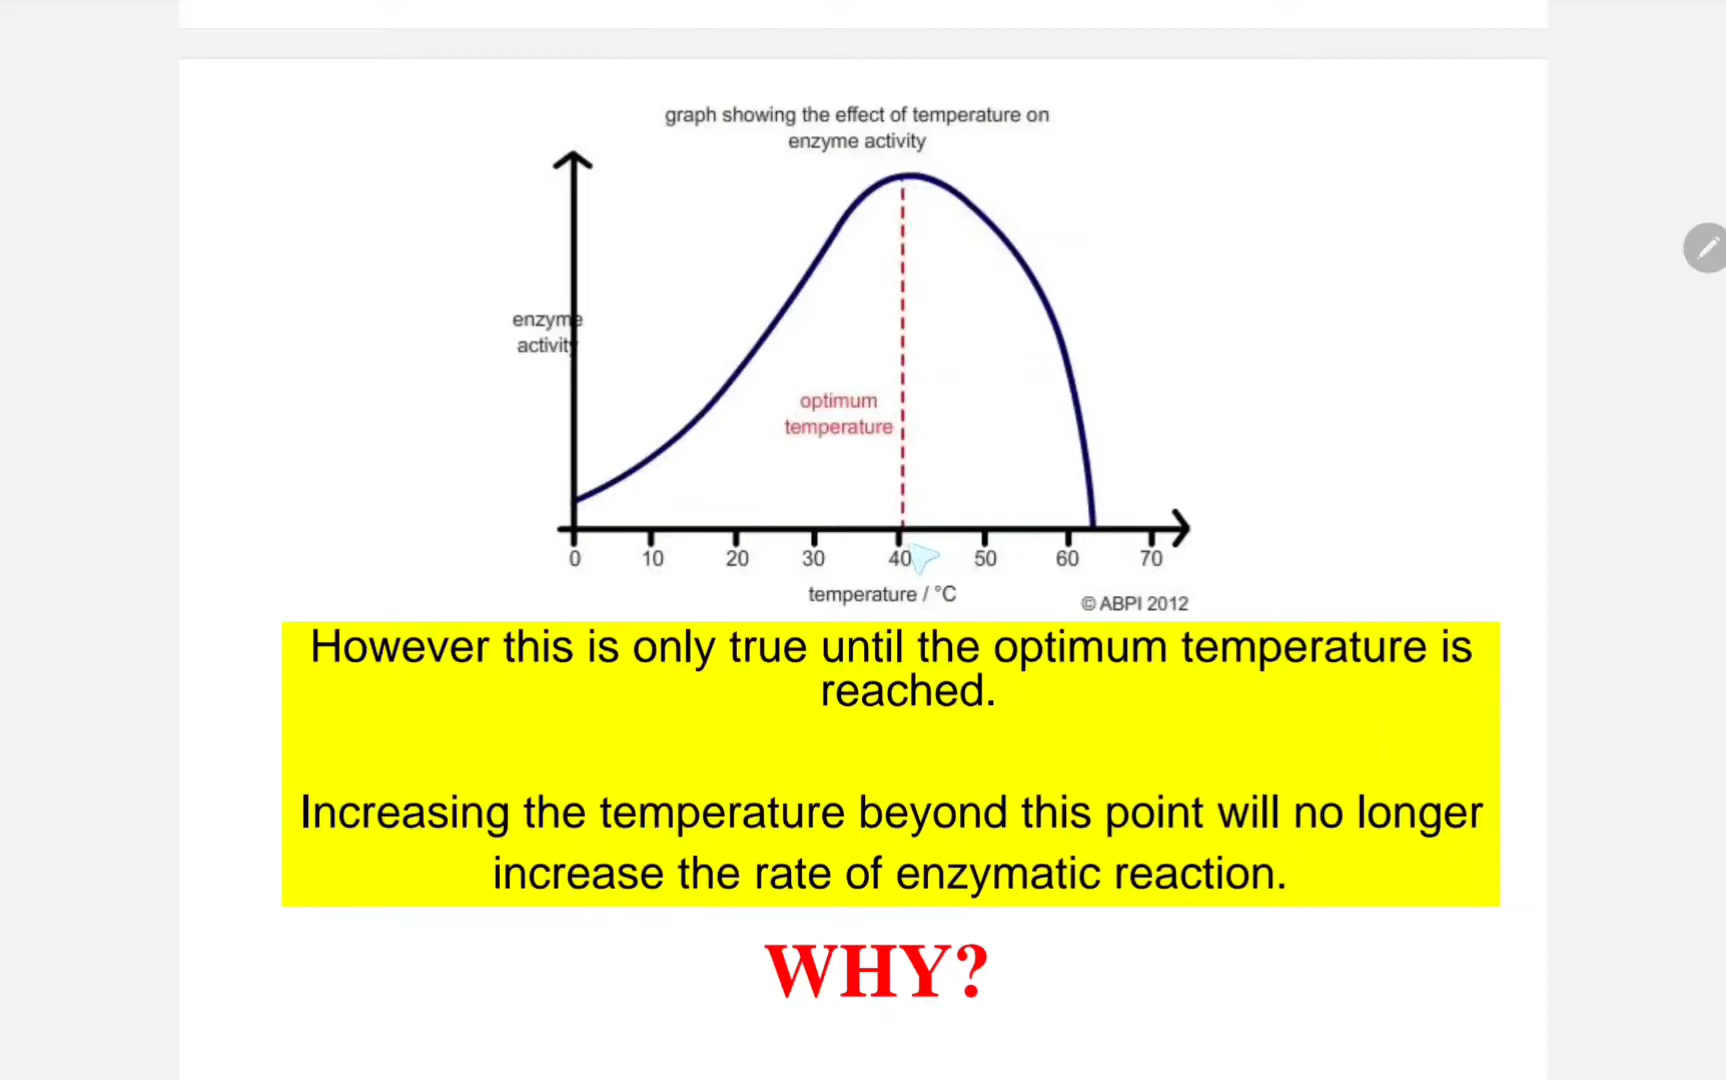 graph showing the effect of temperature on
enzyme activity
enzyme
activity
optimum
temperature
0 10 20 30 40 50 60 70
temperature / °C
© ABPI 2012
However this is only true until the optimum temperature is
reached.
Increasing the temperature beyond this point will no longer
increase the rate of enzymatic reaction.
WHY?